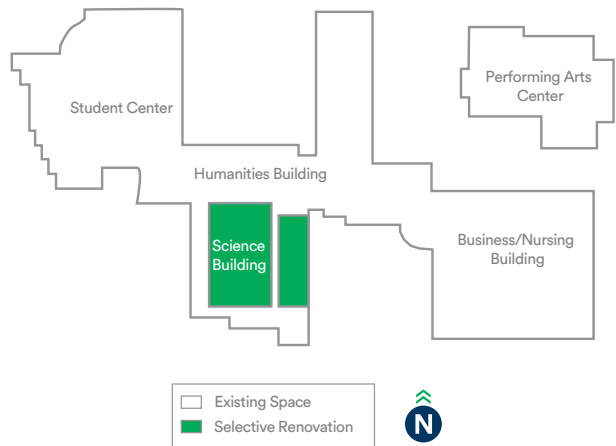 Performing Arts
Center
Student Center
Humanities Building
Science
Building
Business/Nursing
Building
Existing Space
Selective Renovation
N